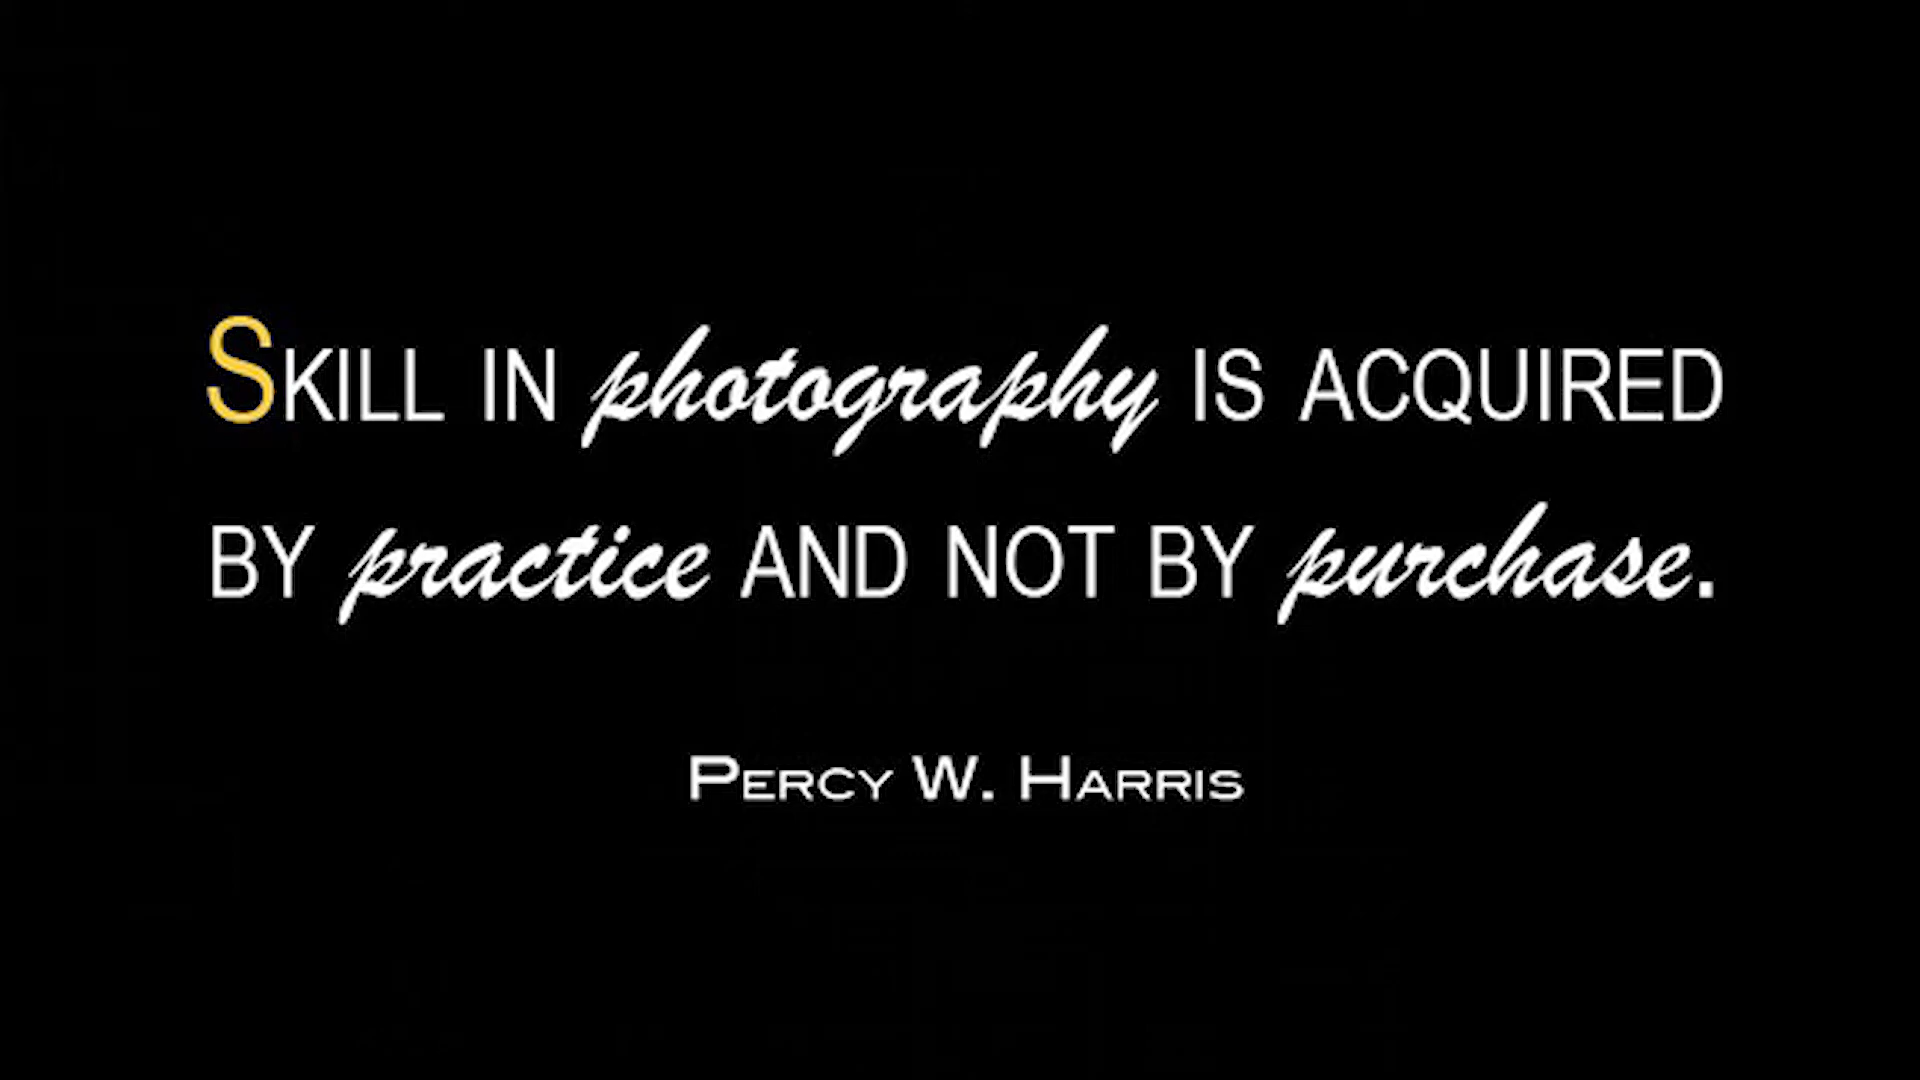 SKILL IN photography IS ACQUIRED
BY practice AND NOT BY purchase.
PERCY W. HARRIS